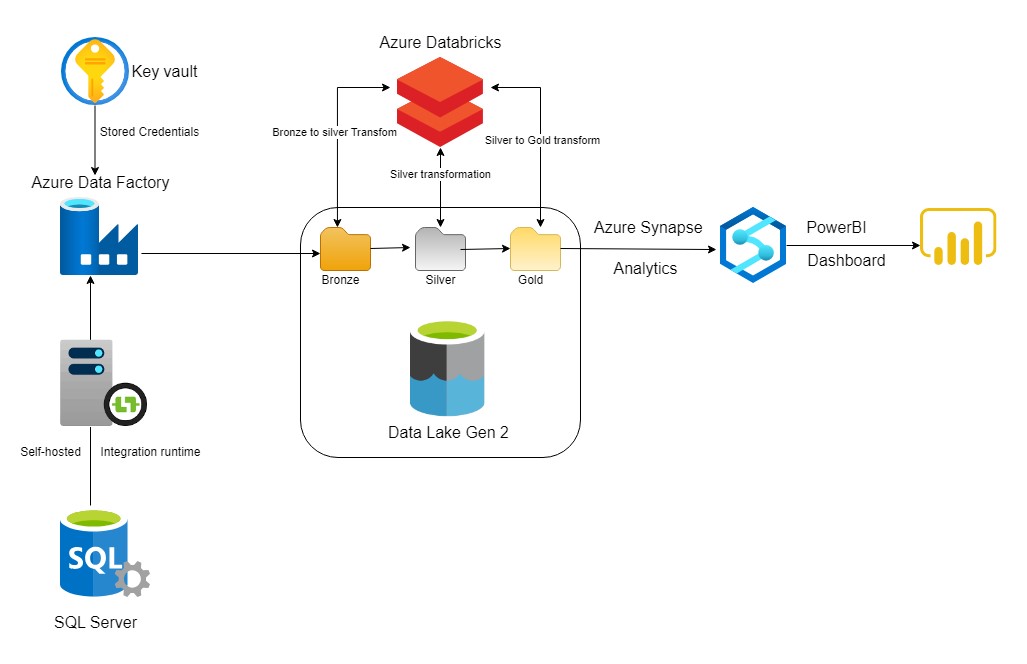 Azure Databricks
Key vault
Stored Credentials
Bronze to silver Transfom
Silver to Gold transform
Silver transformation
Azure Data Factory
Azure Synapse
Analytics
PowerBI
Dashboard
Bronze
Silver
Gold
Data Lake Gen 2
Self-hosted
Integration runtime
SQL
SQL Server